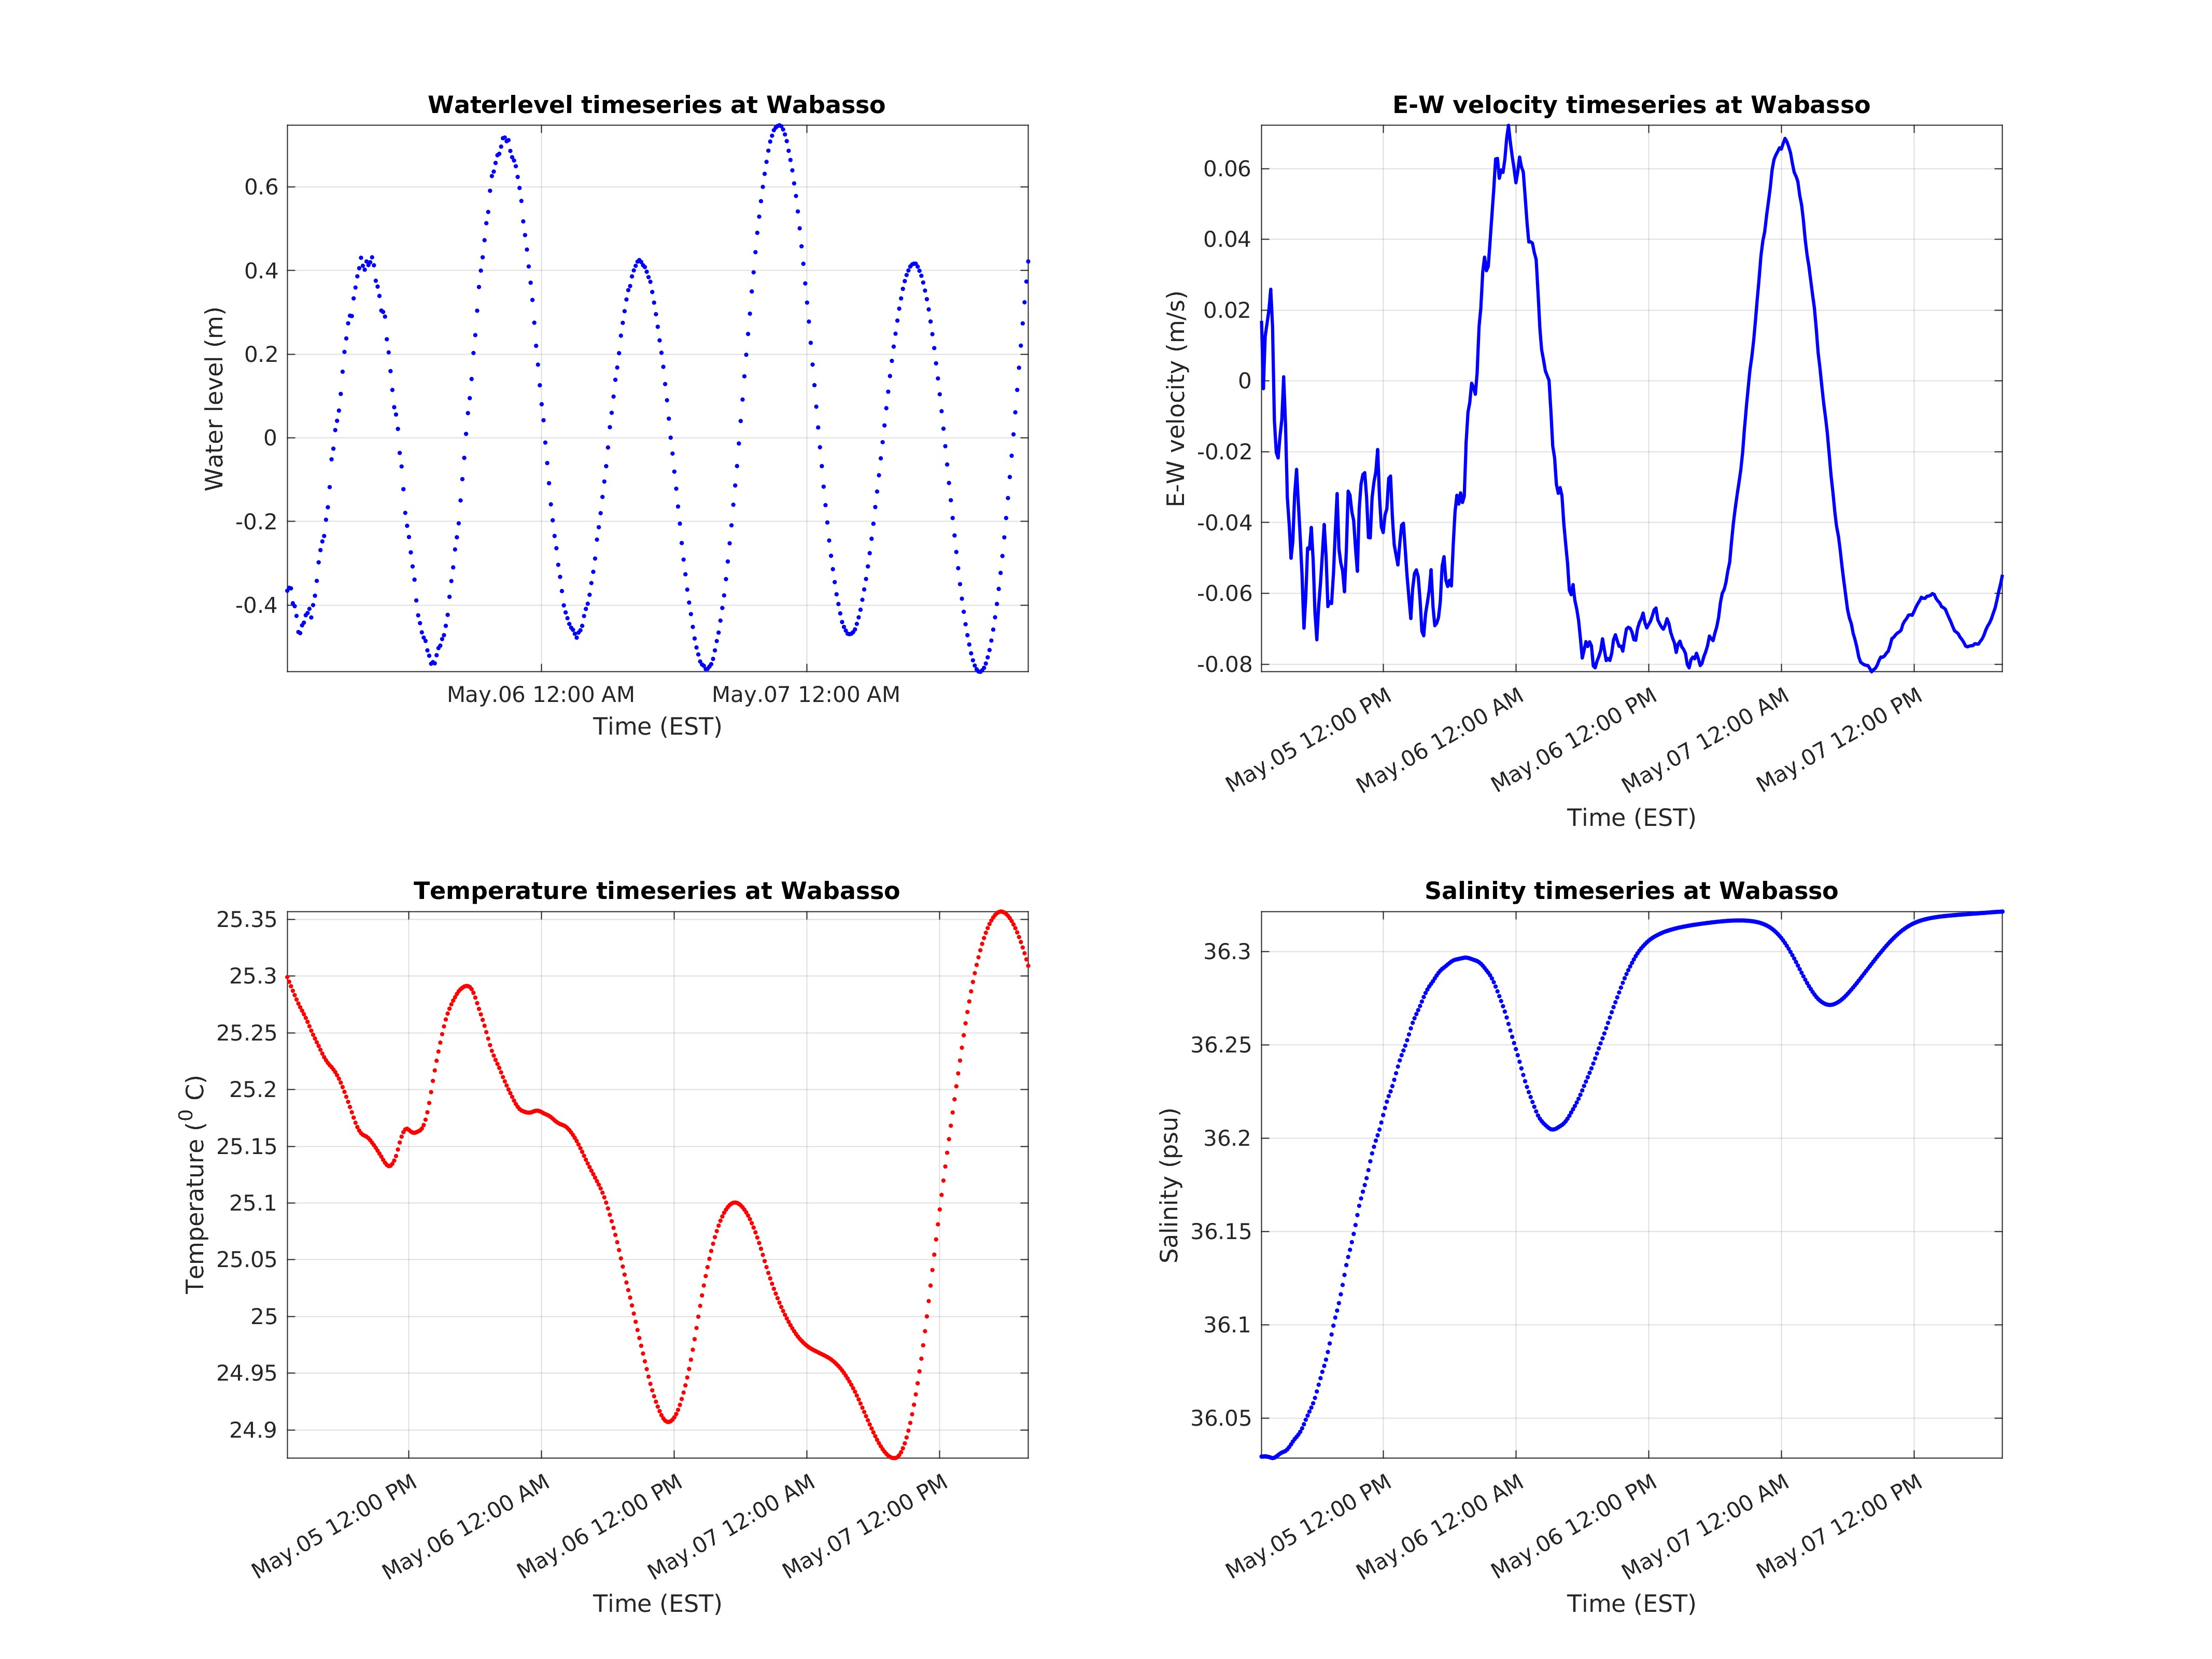 Waterlevel timeseries at Wabasso
0.6
0.4
0.2
0
-0.2
-0.4
Water level (m)
May.06 12:00 AM
May.07 12:00 AM
Time (EST)
E-W velocity timeseries at Wabasso
0.06
0.04
0.02
0
-0.02
-0.04
-0.06
-0.08
E-W velocity (m/s)
May.05 12:00 PM
May.06 12:00 AM
May.06 12:00 PM
May.07 12:00 AM
May.07 12:00 PM
Time (EST)
Temperature timeseries at Wabasso
25.35
25.3
25.25
25.2
25.15
25.1
25.05
25
24.95
24.9
Temperature (⁰ C)
May.05 12:00 PM
May.06 12:00 AM
May.06 12:00 PM
May.07 12:00 AM
May.07 12:00 PM
Time (EST)
Salinity timeseries at Wabasso
36.3
36.25
36.2
36.15
36.1
36.05
Salinity (psu)
May.05 12:00 PM
May.06 12:00 AM
May.06 12:00 PM
May.07 12:00 AM
May.07 12:00 PM
Time (EST)